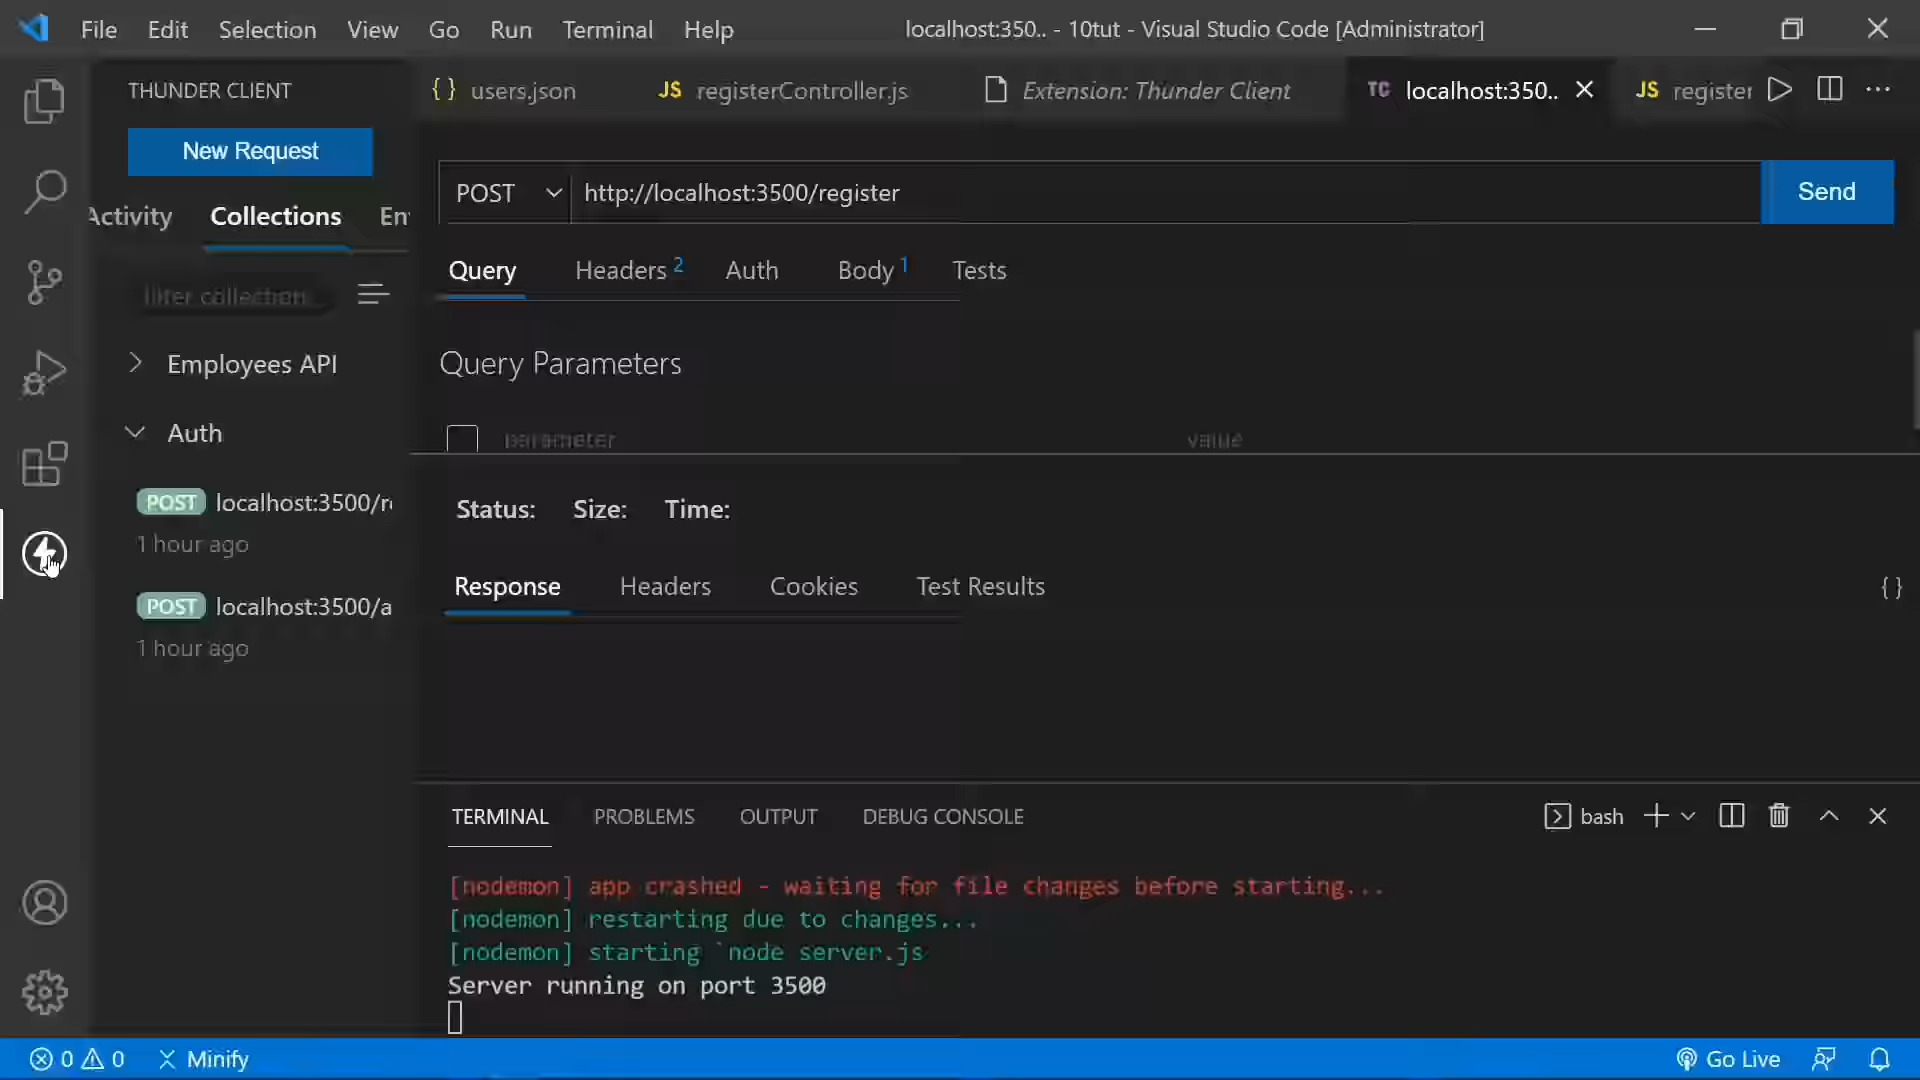 File Edit Selection View Go Run Terminal Help localhost:350.. - 10tut - Visual Studio Code [Administrator]
THUNDER CLIENT
{ } users.json JS registerController.js Extension: Thunder Client TC localhost:350.. JS register
New Request
POST http://localhost:3500/register Send
Activity Collections En
Query Headers 2 Auth Body 1 Tests
filter collection
Employees API
Query Parameters
Auth
parameter value
POST localhost:3500/r
1 hour ago
Status: Size: Time:
POST localhost:3500/a
1 hour ago
Response Headers Cookies Test Results { }
TERMINAL PROBLEMS OUTPUT DEBUG CONSOLE bash
[nodemon] app crashed - waiting for file changes before starting...
[nodemon] restarting due to changes...
[nodemon] starting `node server.js
Server running on port 3500
0 0 Minify Go Live